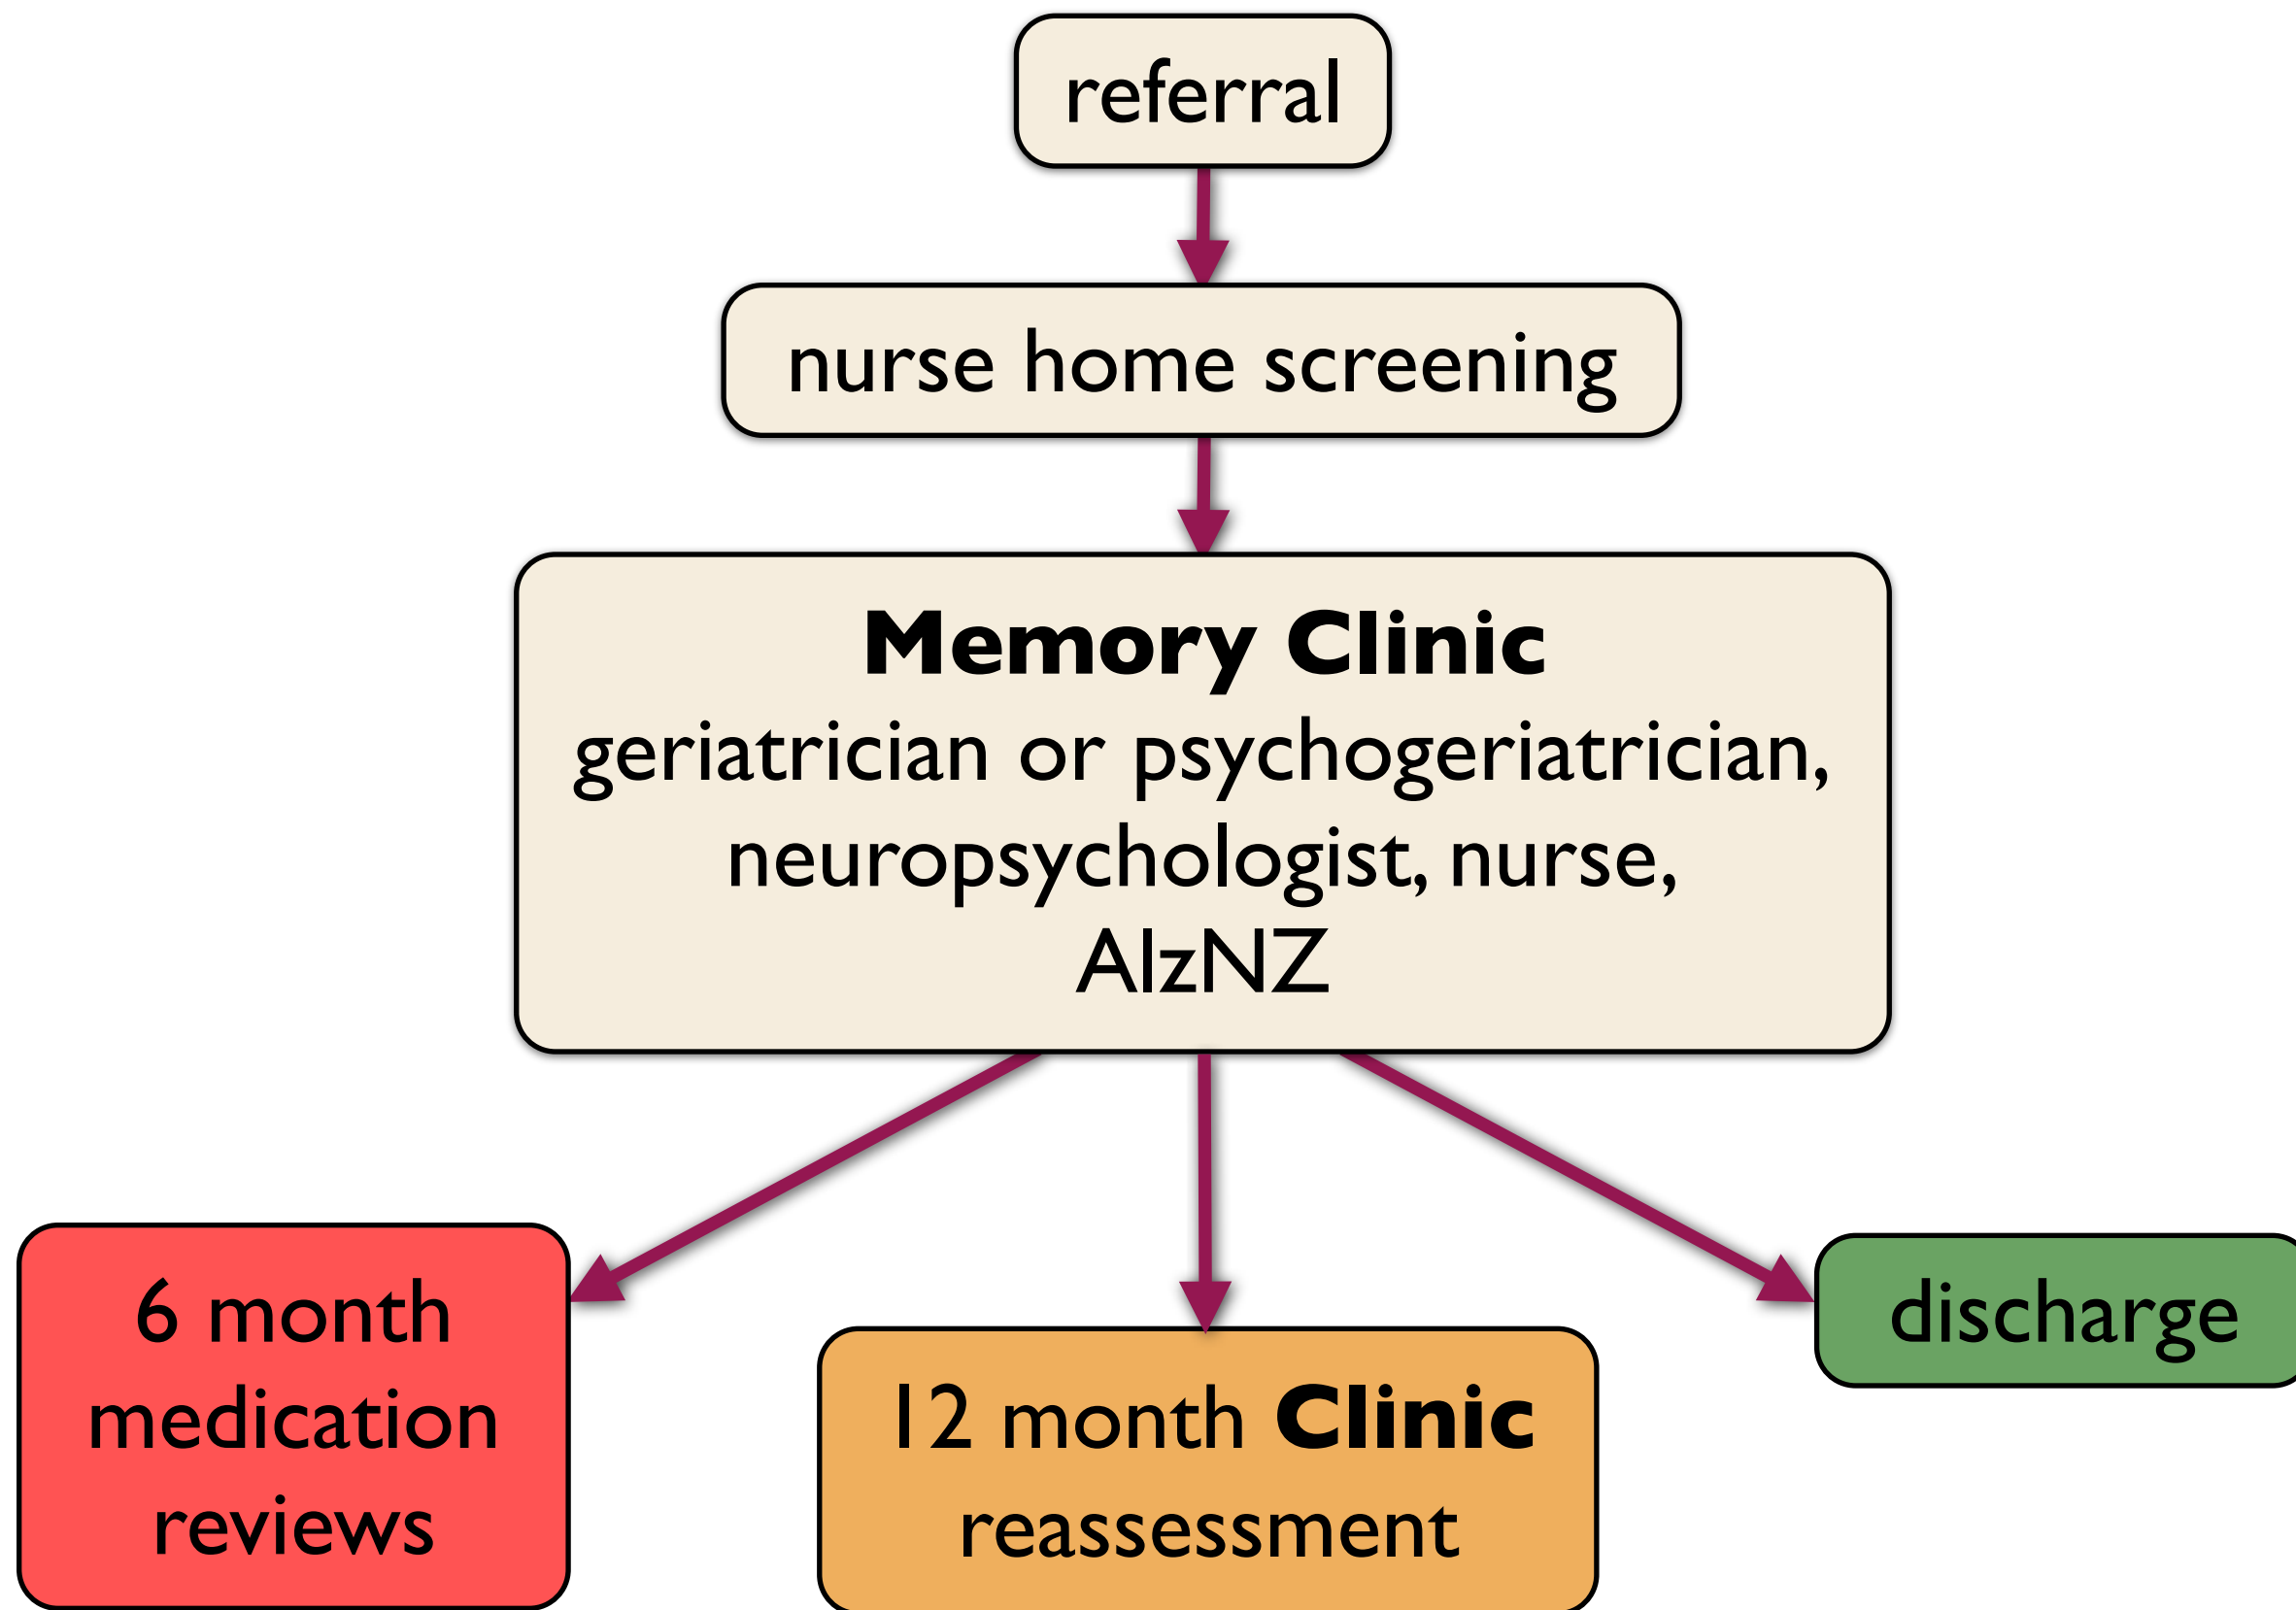 referral
nurse home screening
Memory Clinic
geriatrician or psychogeriatrician,
neuropsychologist, nurse,
AlzNZ
6 month
medication
reviews
12 month Clinic
reassessment
discharge